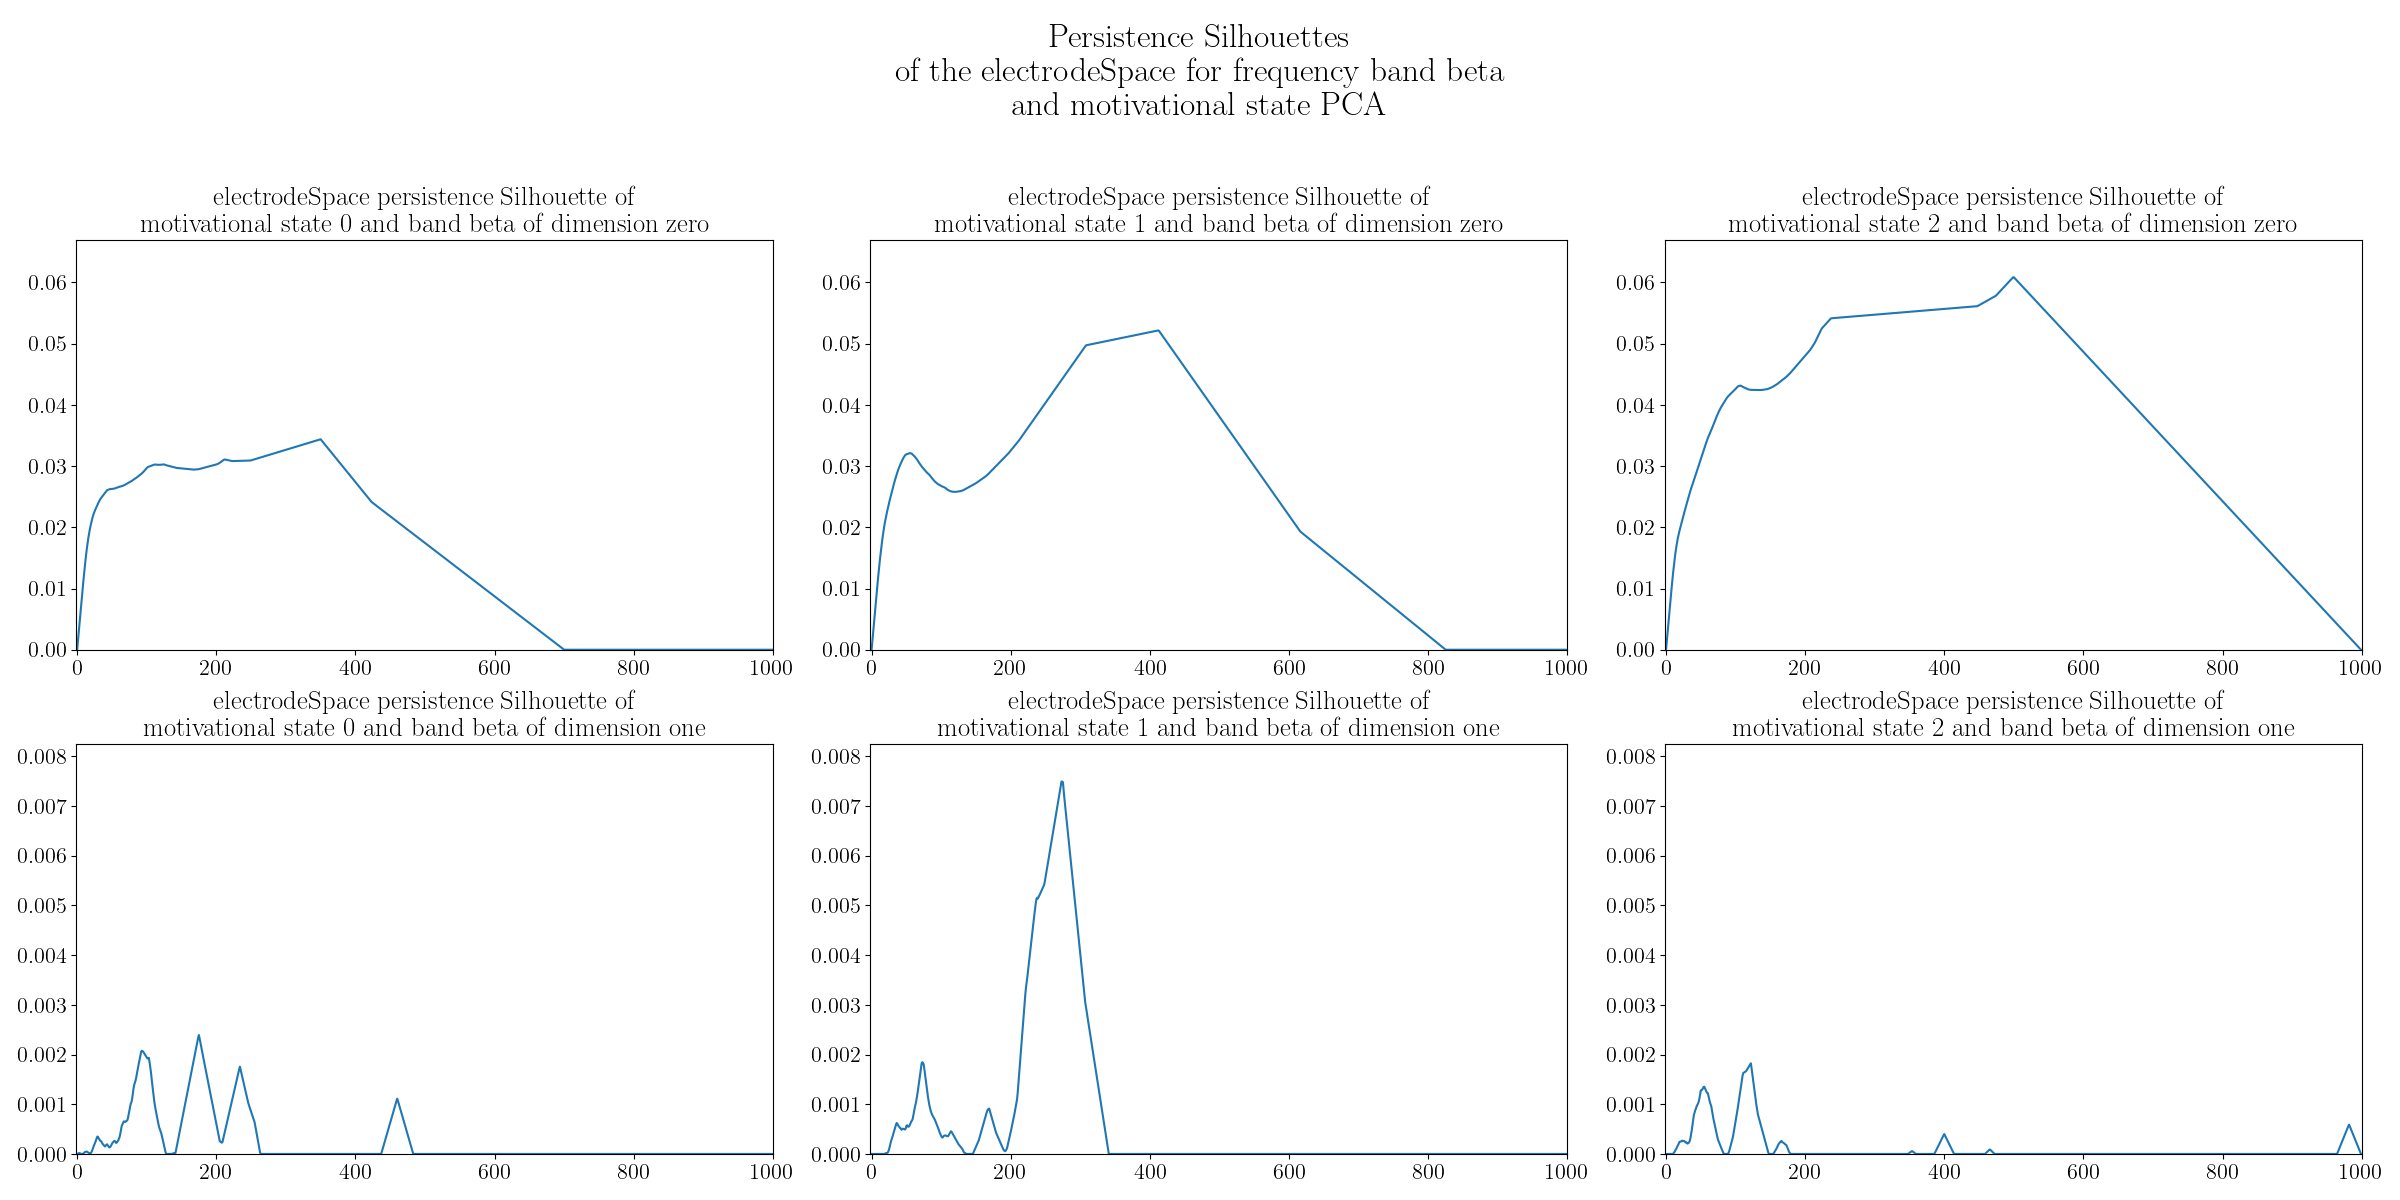 Persistence Silhouettes
of the electrodeSpace for frequency band beta
and motivational state PCA
electrodeSpace persistence Silhouette of
motivational state 0 and band beta of dimension zero
0.06
0.05
0.04
0.03
0.02
0.01
0.00
0 200 400 600 800 1000
electrodeSpace persistence Silhouette of
motivational state 1 and band beta of dimension zero
0.06
0.05
0.04
0.03
0.02
0.01
0.00
0 200 400 600 800 1000
electrodeSpace persistence Silhouette of
motivational state 2 and band beta of dimension zero
0.06
0.05
0.04
0.03
0.02
0.01
0.00
0 200 400 600 800 1000
electrodeSpace persistence Silhouette of
motivational state 0 and band beta of dimension one
0.008
0.007
0.006
0.005
0.004
0.003
0.002
0.001
0.000
0 200 400 600 800 1000
electrodeSpace persistence Silhouette of
motivational state 1 and band beta of dimension one
0.008
0.007
0.006
0.005
0.004
0.003
0.002
0.001
0.000
0 200 400 600 800 1000
electrodeSpace persistence Silhouette of
motivational state 2 and band beta of dimension one
0.008
0.007
0.006
0.005
0.004
0.003
0.002
0.001
0.000
0 200 400 600 800 1000